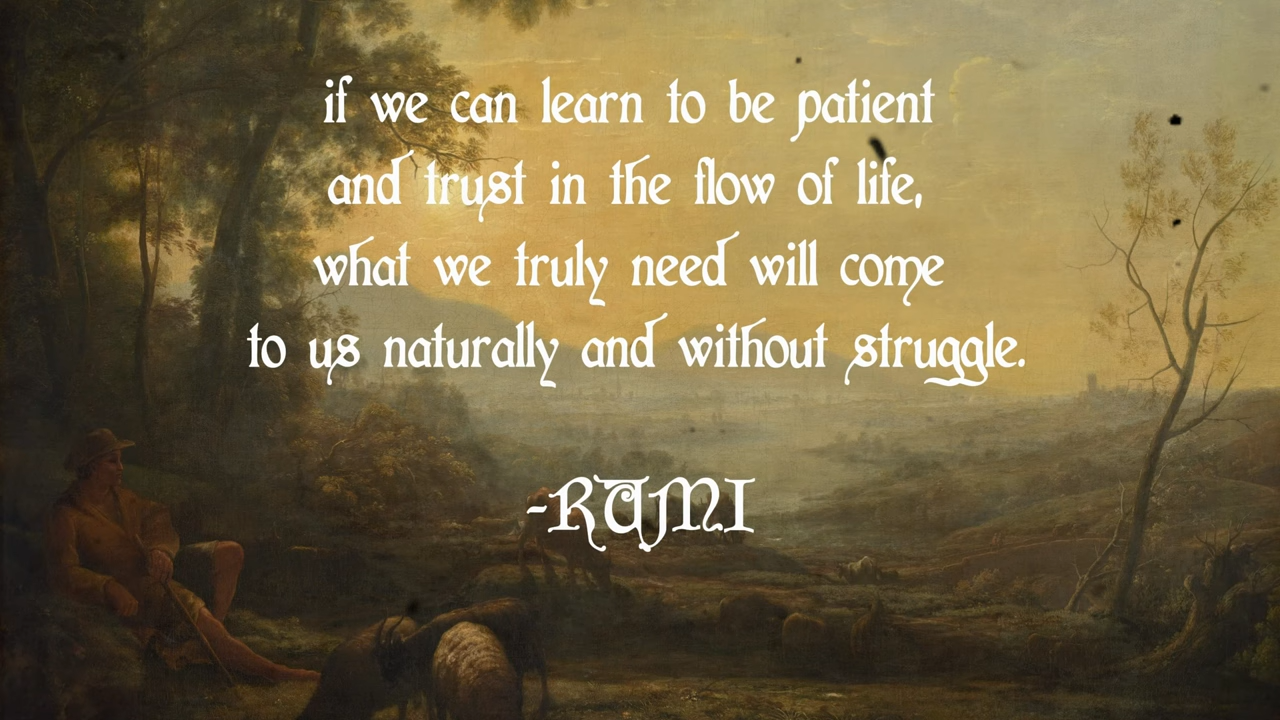 if we can learn to be patient
and trust in the flow of life,
what we truly need will come
to us naturally and without struggle.
-RUMI